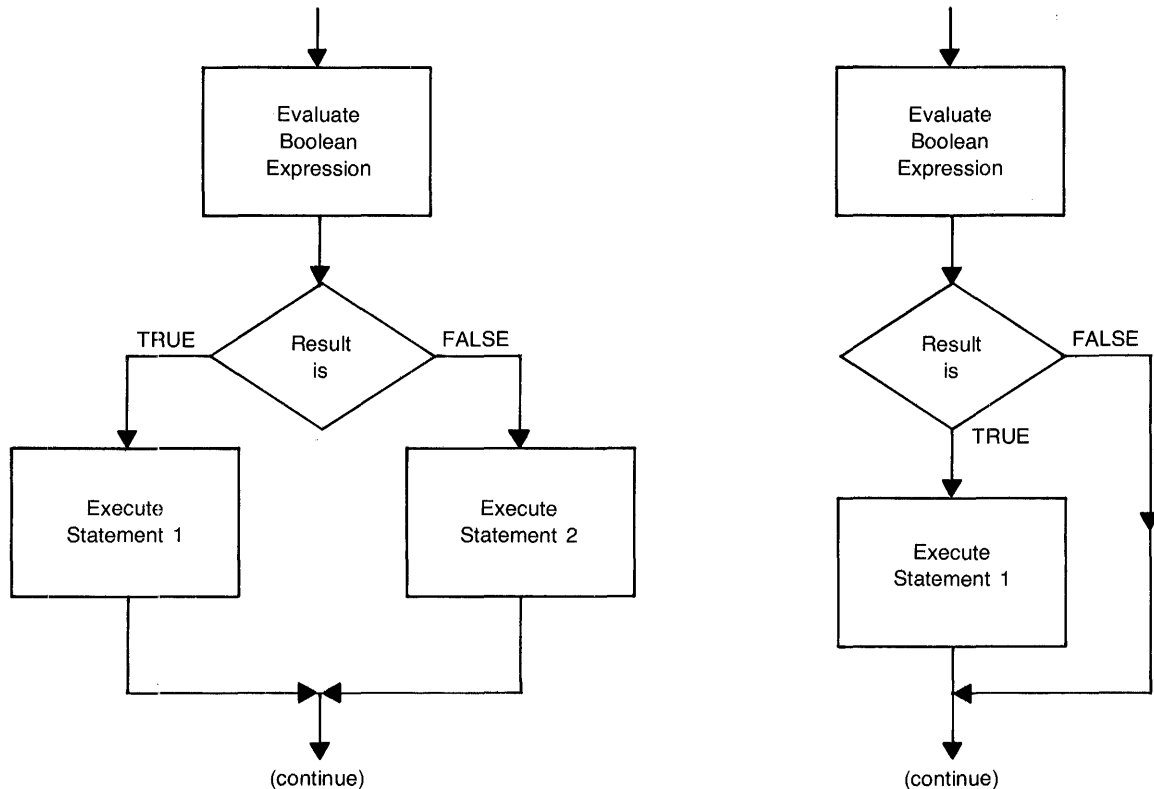 Evaluate
Boolean
Expression
TRUE
Result
is
FALSE
Execute
Statement 1
Execute
Statement 2
(continue)
Evaluate
Boolean
Expression
Result
is
FALSE
TRUE
Execute
Statement 1
(continue)